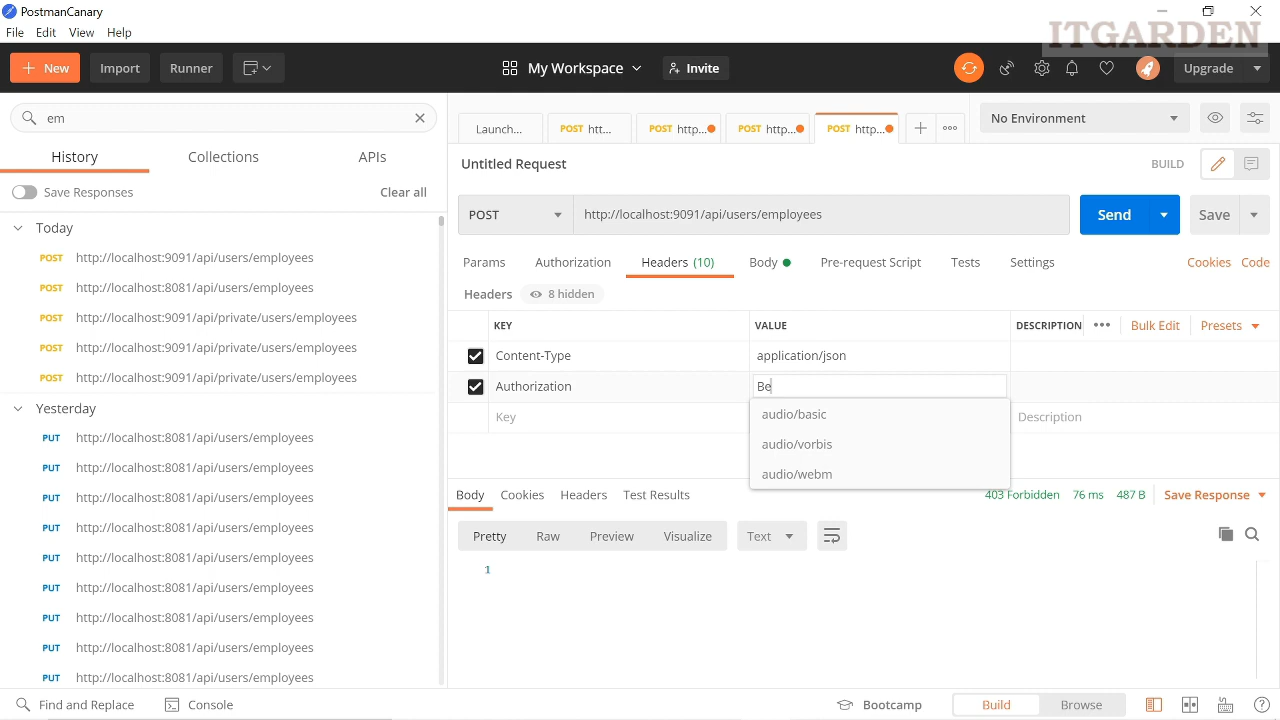 PostmanCanary
File Edit View Help
ITGARDEN
New Import Runner My Workspace Invite Upgrade
em
History Collections APIs
Save Responses Clear all
Today
POST http://localhost:9091/api/users/employees
POST http://localhost:8081/api/users/employees
POST http://localhost:9091/api/private/users/employees
POST http://localhost:9091/api/private/users/employees
POST http://localhost:9091/api/private/users/employees
Yesterday
PUT http://localhost:8081/api/users/employees
PUT http://localhost:8081/api/users/employees
PUT http://localhost:8081/api/users/employees
PUT http://localhost:8081/api/users/employees
PUT http://localhost:8081/api/users/employees
PUT http://localhost:8081/api/users/employees
PUT http://localhost:8081/api/users/employees
PUT http://localhost:8081/api/users/employees
PUT http://localhost:8081/api/users/employees
Launch... POST htt... POST http... POST http... POST http... No Environment
Untitled Request BUILD
POST http://localhost:9091/api/users/employees Send Save
Params Authorization Headers (10) Body Pre-request Script Tests Settings Cookies Code
Headers 8 hidden
KEY VALUE DESCRIPTION Bulk Edit Presets
Content-Type application/json
Authorization Be
Key Description
audio/basic
audio/vorbis
audio/webm
Body Cookies Headers Test Results 403 Forbidden 76 ms 487 B Save Response
Pretty Raw Preview Visualize Text
1
Find and Replace Console Bootcamp Build Browse